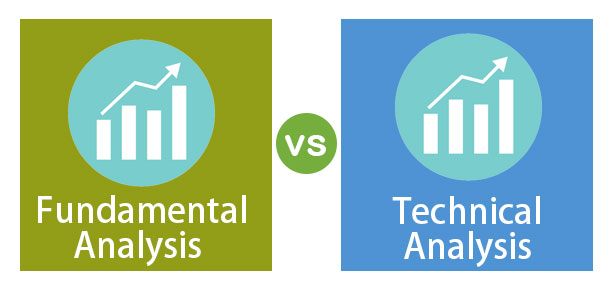 Fundamental
Analysis
vs
Technical
Analysis